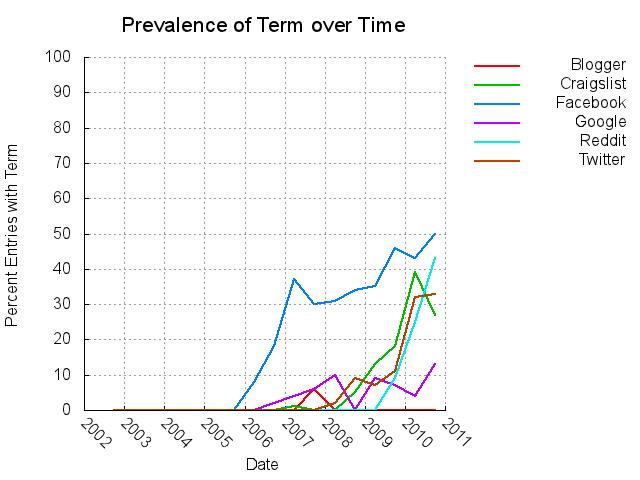 Prevalence of Term over Time
100
90
80
70
60
50
40
30
20
10
0
Percent Entries with Term
2002
2003
2004
2005
2006
2007
2008
2009
2010
2011
Date
Blogger
Craigslist
Facebook
Google
Reddit
Twitter